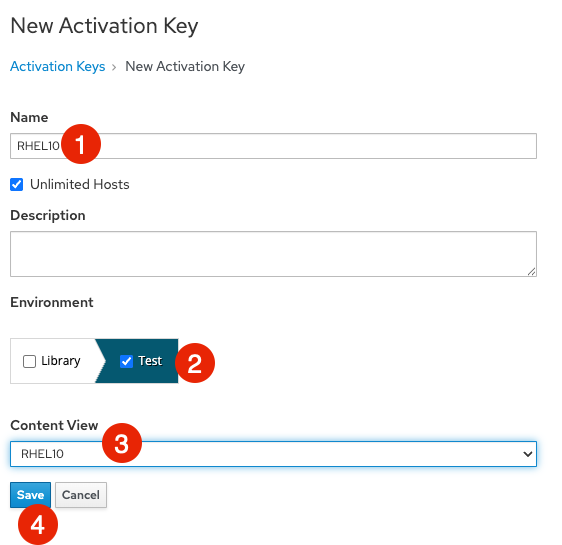 New Activation Key
Activation Keys › New Activation Key
Name
RHEL10 1
Unlimited Hosts
Description
Environment
Library Test 2
Content View 3
RHEL10
Save Cancel
4